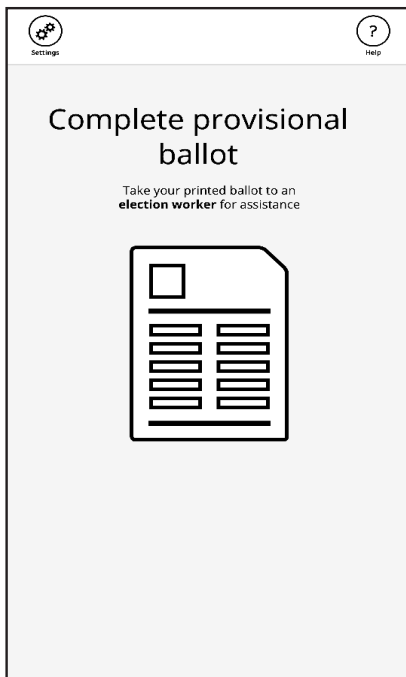 Settings
?
Help
Complete provisional
ballot
Take your printed ballot to an
election worker for assistance